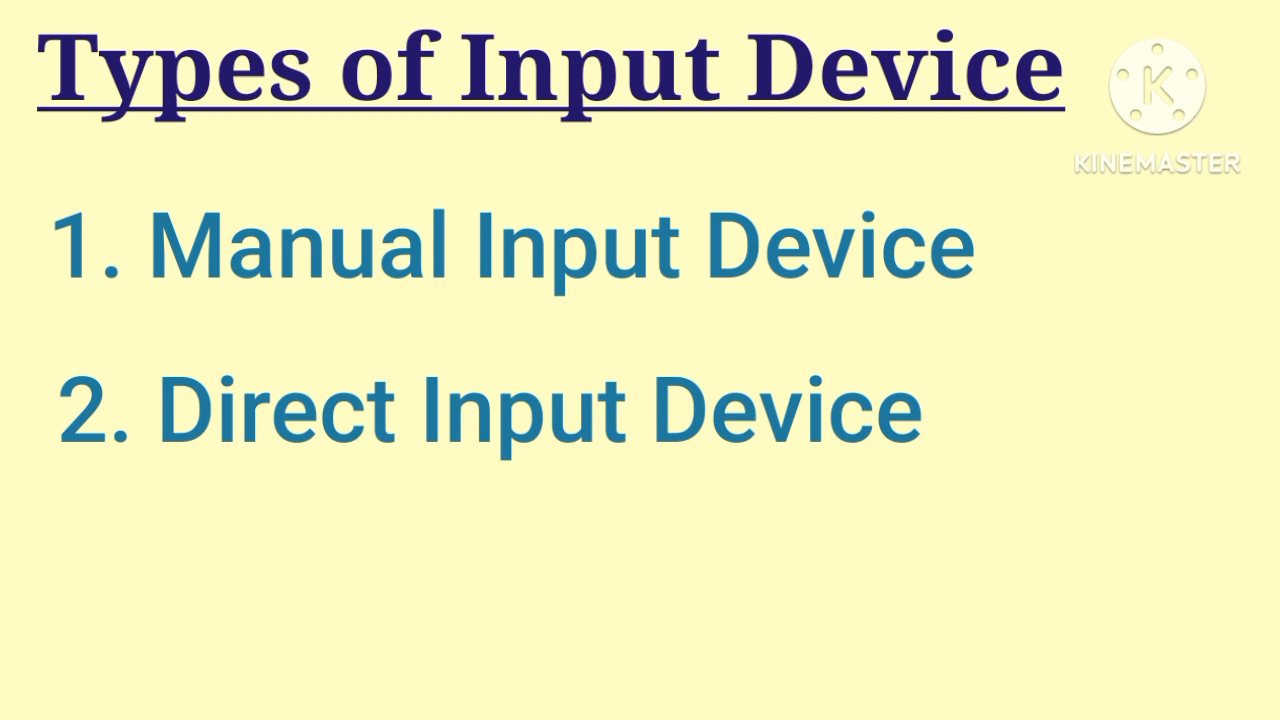 Types of Input Device
K
KINEMASTER
1. Manual Input Device
2. Direct Input Device